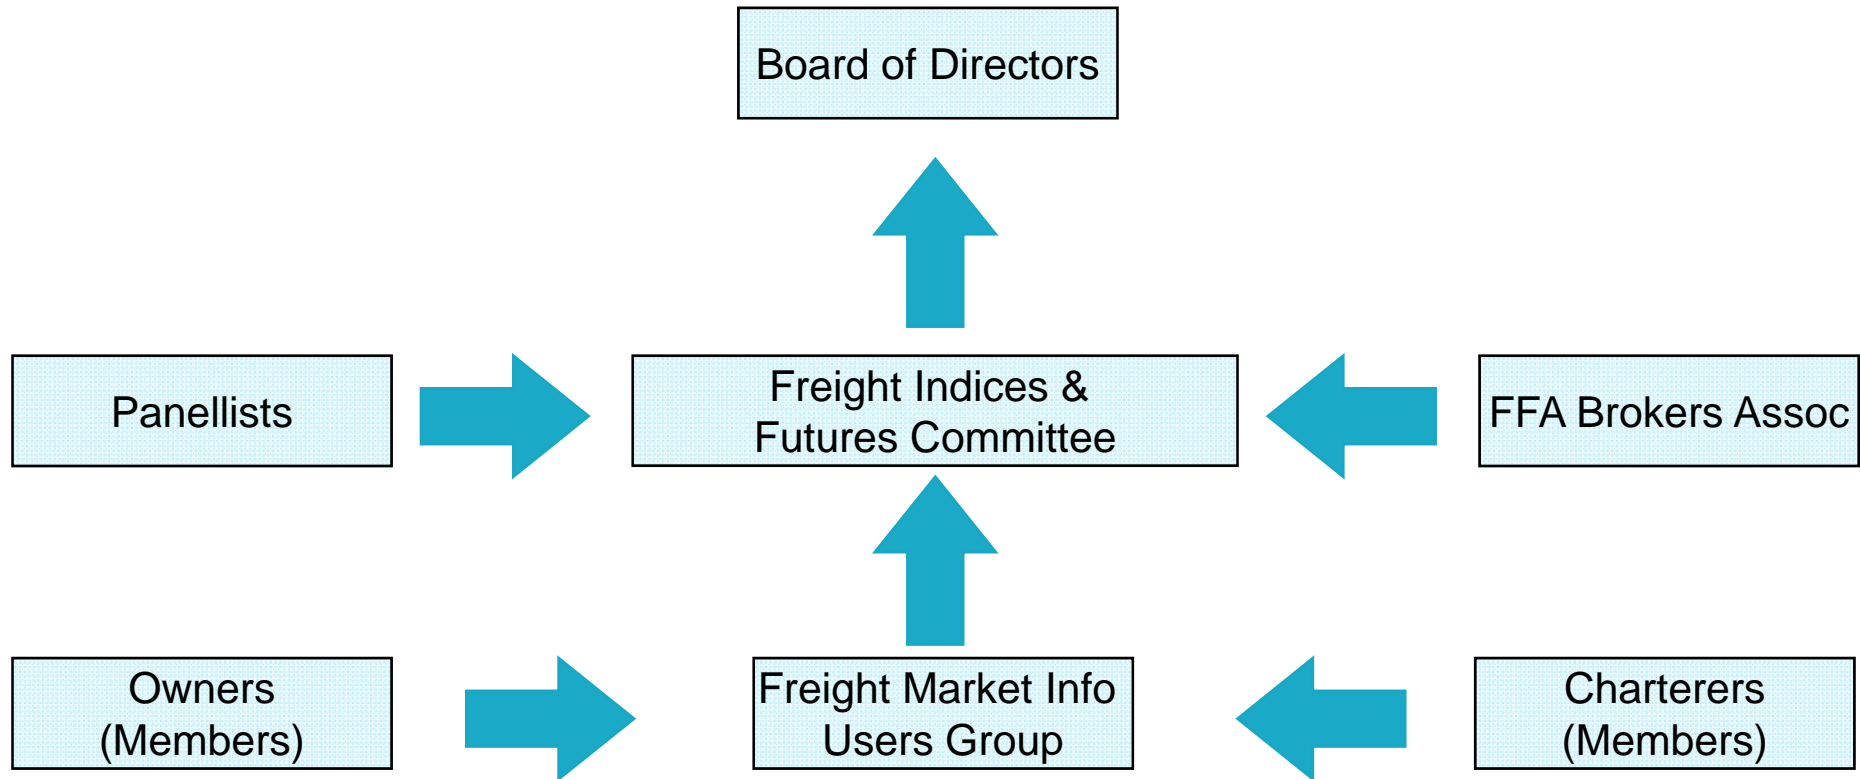 Board of Directors
Panellists
Freight Indices &
Futures Committee
FFA Brokers Assoc
Owners
(Members)
Freight Market Info
Users Group
Charterers
(Members)